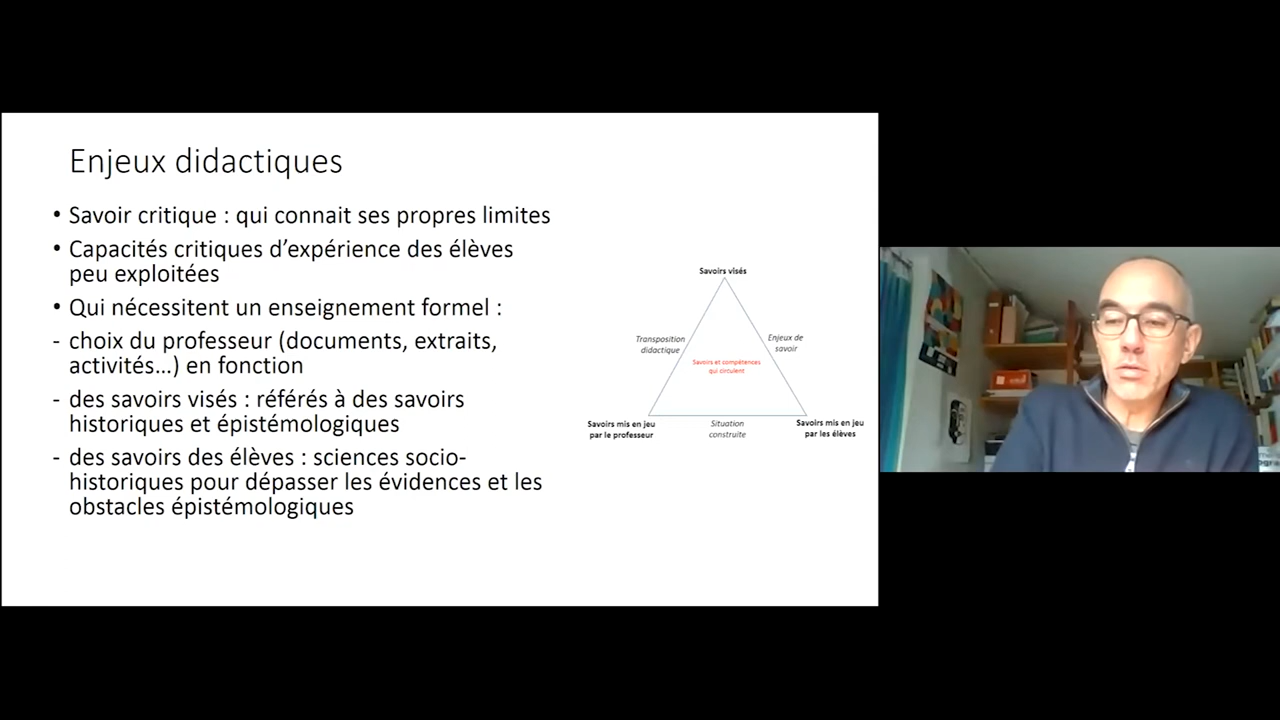 Enjeux didactiques
• Savoir critique : qui connait ses propres limites
• Capacités critiques d’expérience des élèves
peu exploitées
• Qui nécessitent un enseignement formel :
- choix du professeur (documents, extraits,
activités…) en fonction
- des savoirs visés : référés à des savoirs
historiques et épistémologiques
- des savoirs des élèves : sciences socio-
historiques pour dépasser les évidences et les
obstacles épistémologiques
Savoirs visés
Transposition
didactique
Enjeux de
savoir
Savoirs et compétences
qui circulent
Savoirs mis en jeu
par le professeur
Situation
construite
Savoirs mis en jeu
par les élèves